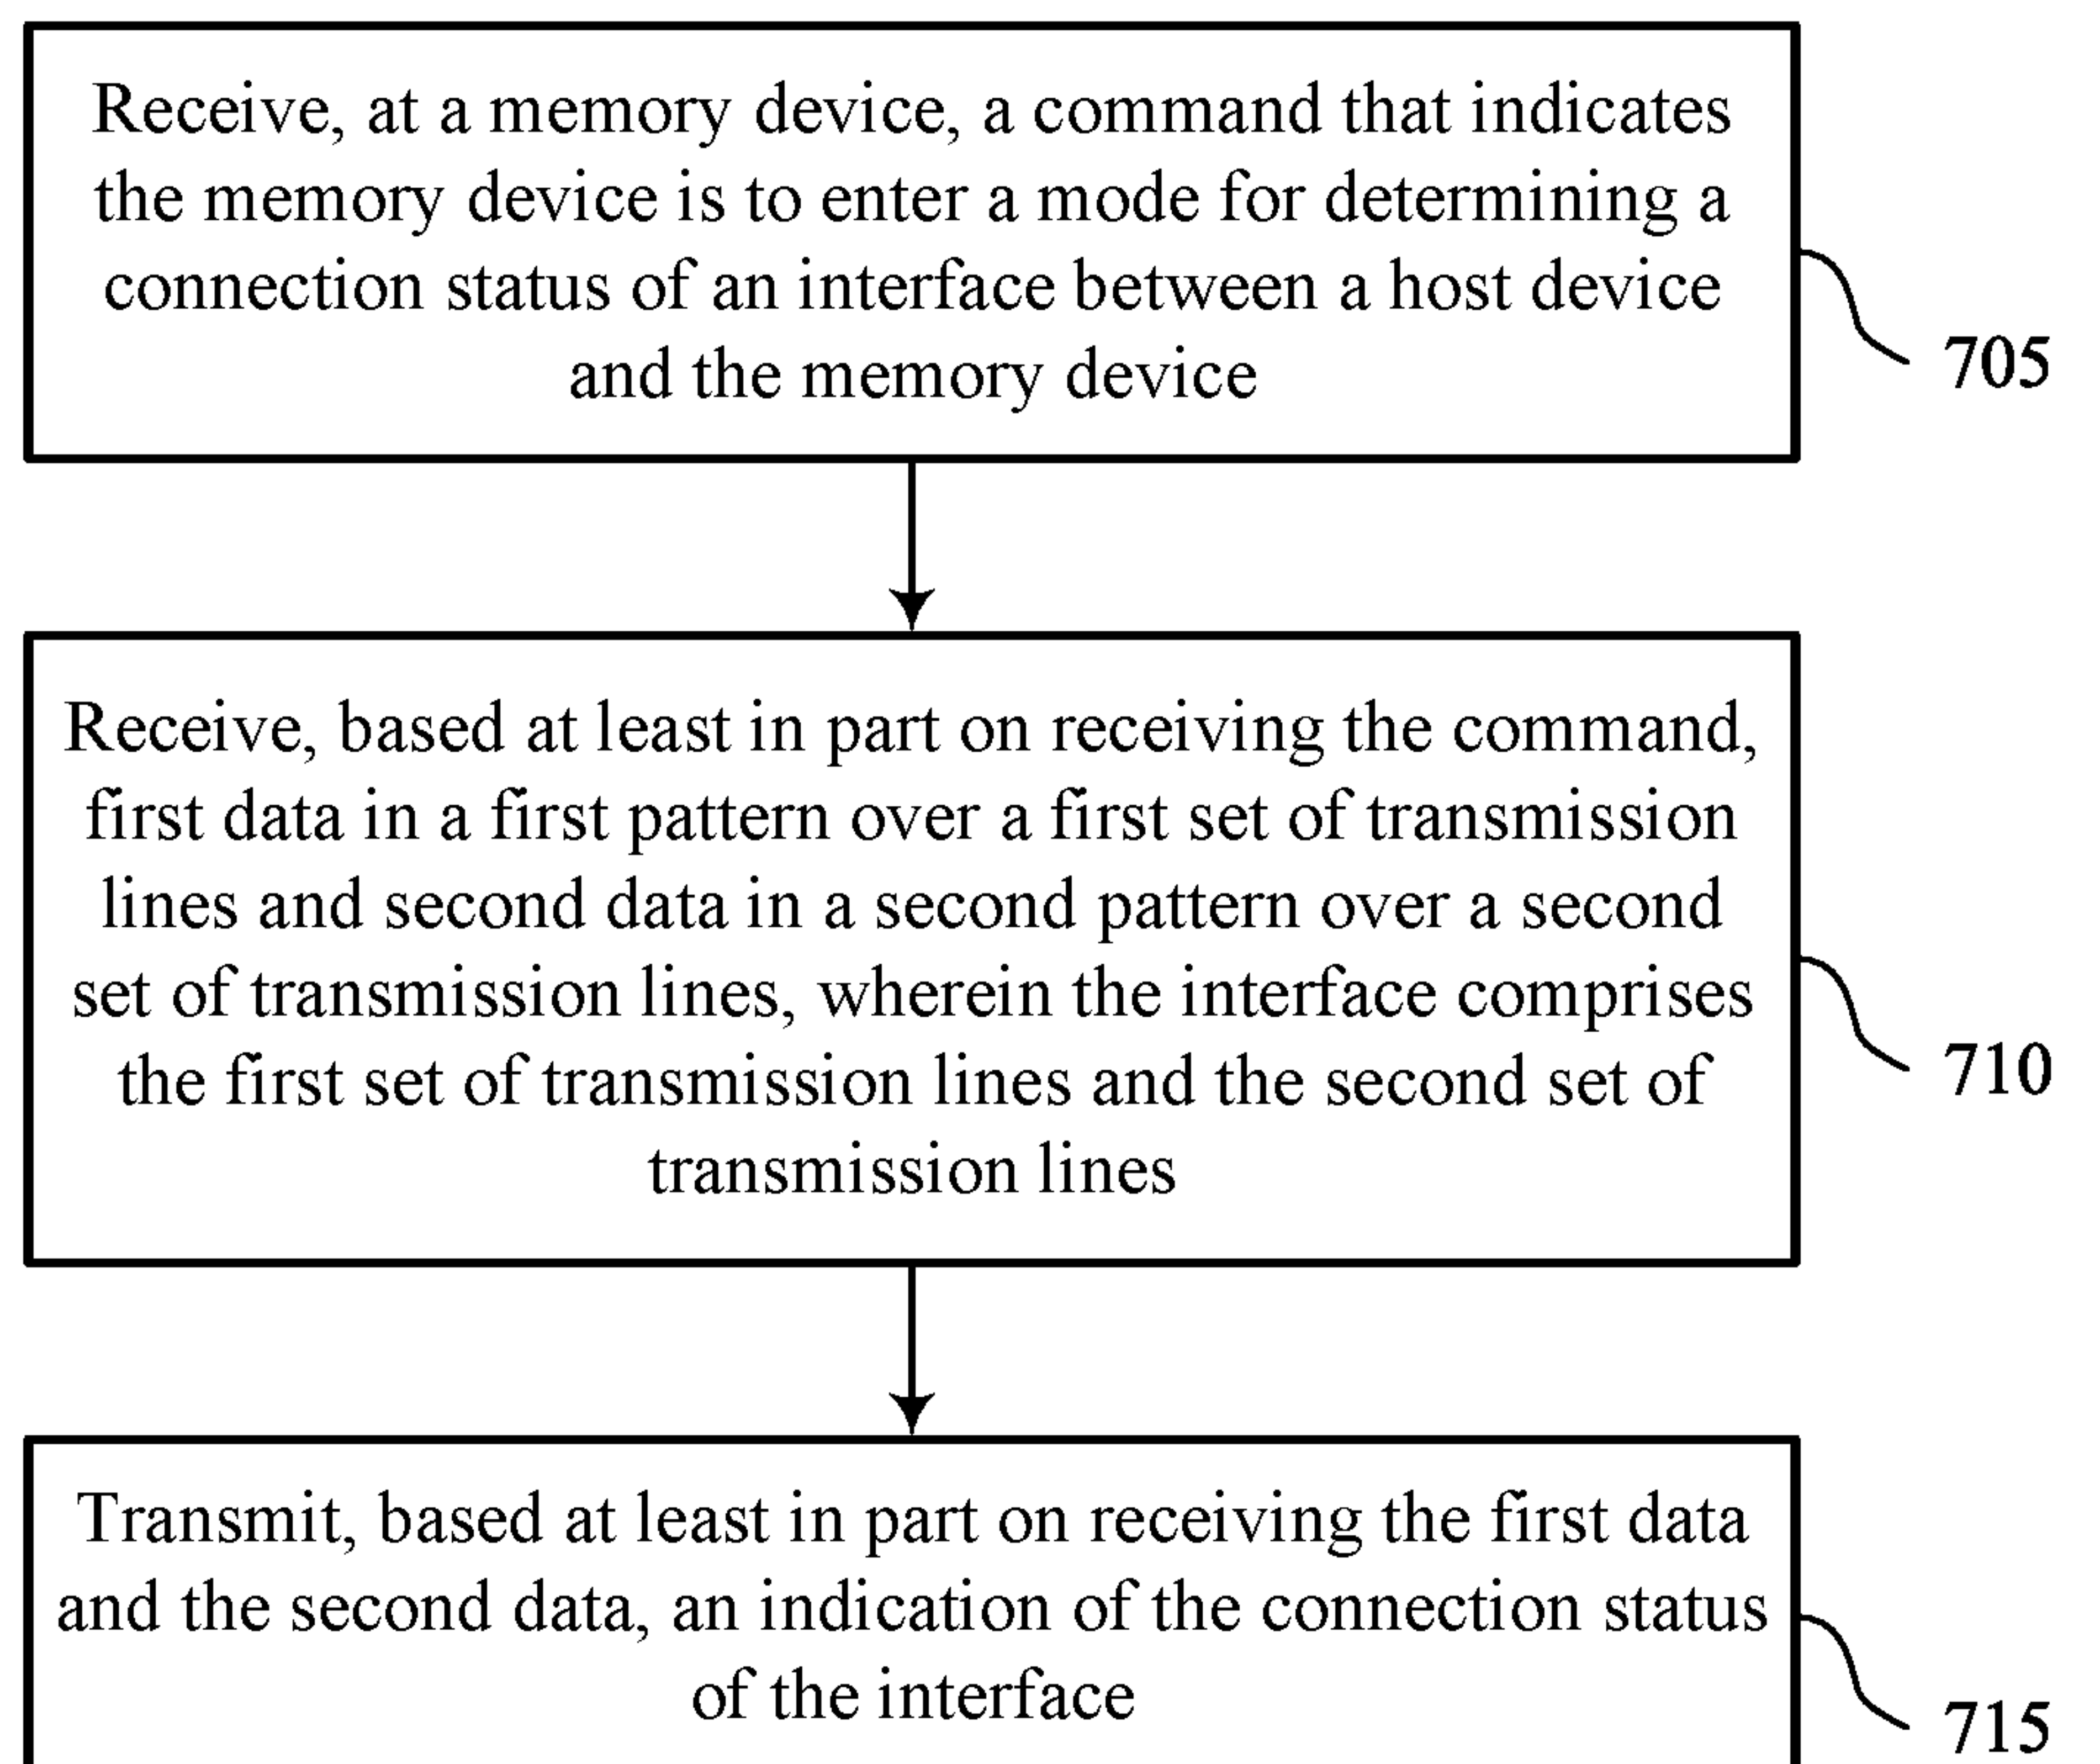 Receive, at a memory device, a command that indicates
the memory device is to enter a mode for determining a
connection status of an interface between a host device
and the memory device
705
Receive, based at least in part on receiving the command,
first data in a first pattern over a first set of transmission
lines and second data in a second pattern over a second
set of transmission lines, wherein the interface comprises
the first set of transmission lines and the second set of
transmission lines
710
Transmit, based at least in part on receiving the first data
and the second data, an indication of the connection status
of the interface
715